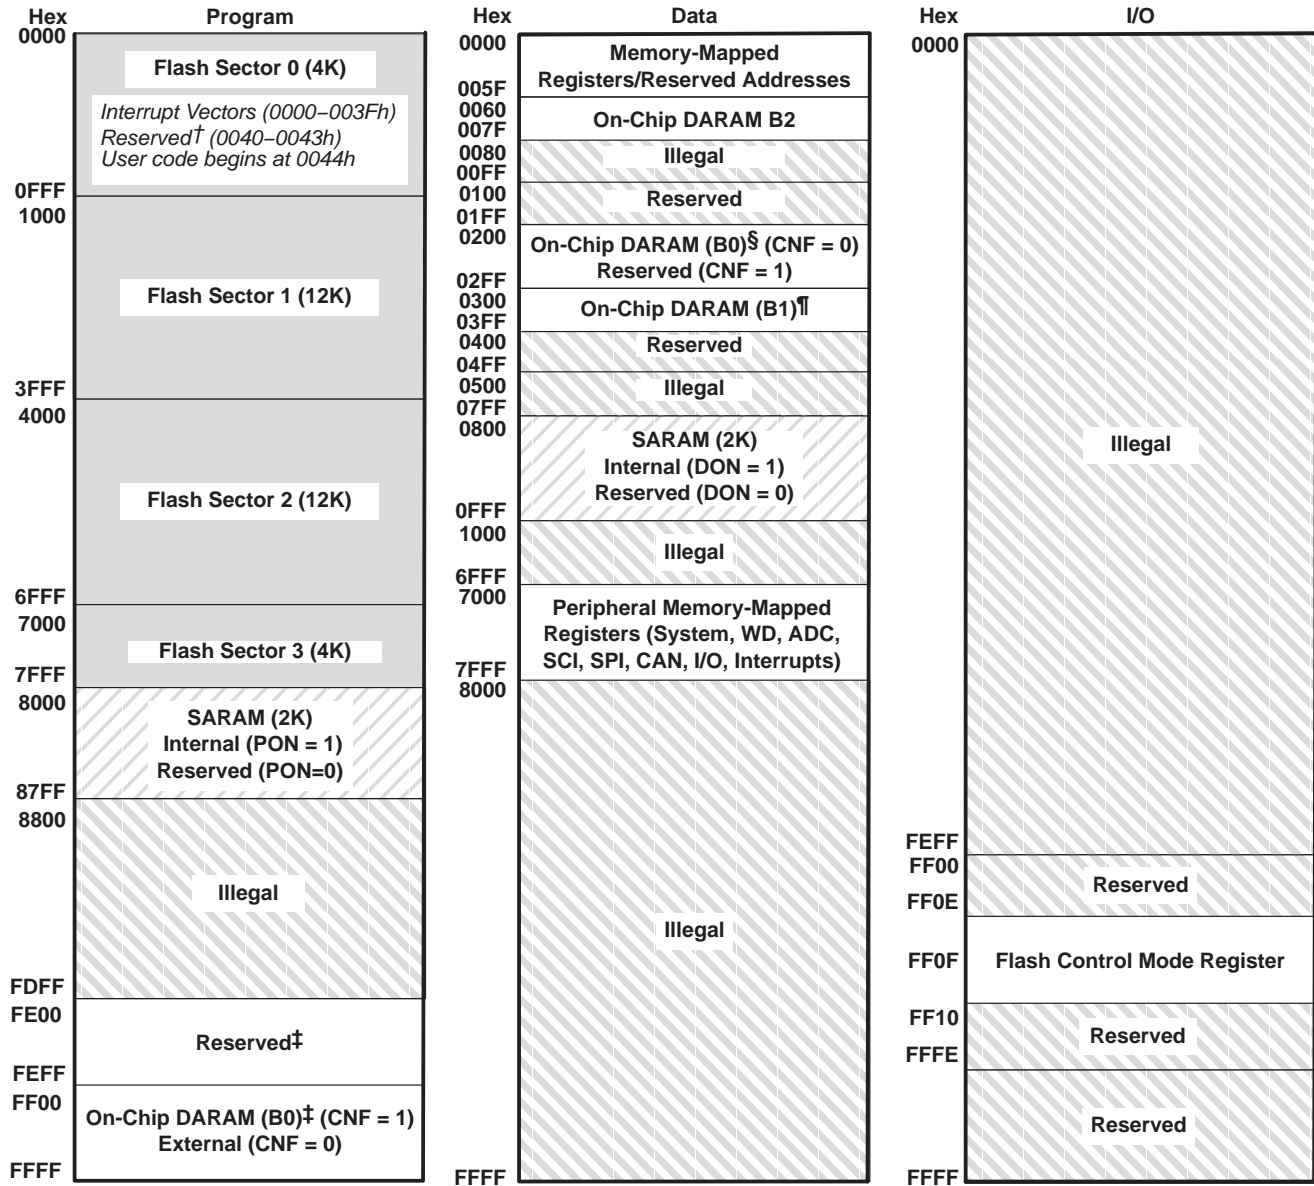 Hex Program
0000
Flash Sector 0 (4K)
Interrupt Vectors (0000–003Fh)
Reserved† (0040–0043h)
User code begins at 0044h
0FFF
1000
Flash Sector 1 (12K)
3FFF
4000
Flash Sector 2 (12K)
6FFF
7000
Flash Sector 3 (4K)
7FFF
8000
SARAM (2K)
Internal (PON = 1)
Reserved (PON=0)
87FF
8800
Illegal
FDFF
FE00
Reserved‡
FEFF
FF00
On-Chip DARAM (B0)‡ (CNF = 1)
External (CNF = 0)
FFFF
Hex Data
0000
Memory-Mapped
Registers/Reserved Addresses
005F
0060
On-Chip DARAM B2
007F
0080
Illegal
00FF
0100
Reserved
01FF
0200
On-Chip DARAM (B0)§ (CNF = 0)
Reserved (CNF = 1)
02FF
0300
On-Chip DARAM (B1)¶
03FF
0400
Reserved
04FF
0500
Illegal
07FF
0800
SARAM (2K)
Internal (DON = 1)
Reserved (DON = 0)
0FFF
1000
Illegal
6FFF
7000
Peripheral Memory-Mapped
Registers (System, WD, ADC,
SCI, SPI, CAN, I/O, Interrupts)
7FFF
8000
Illegal
FFFF
Hex I/O
0000
Illegal
FEFF
FF00
Reserved
FF0E
FF0F Flash Control Mode Register
FF10
Reserved
FFFE
Reserved
FFFF